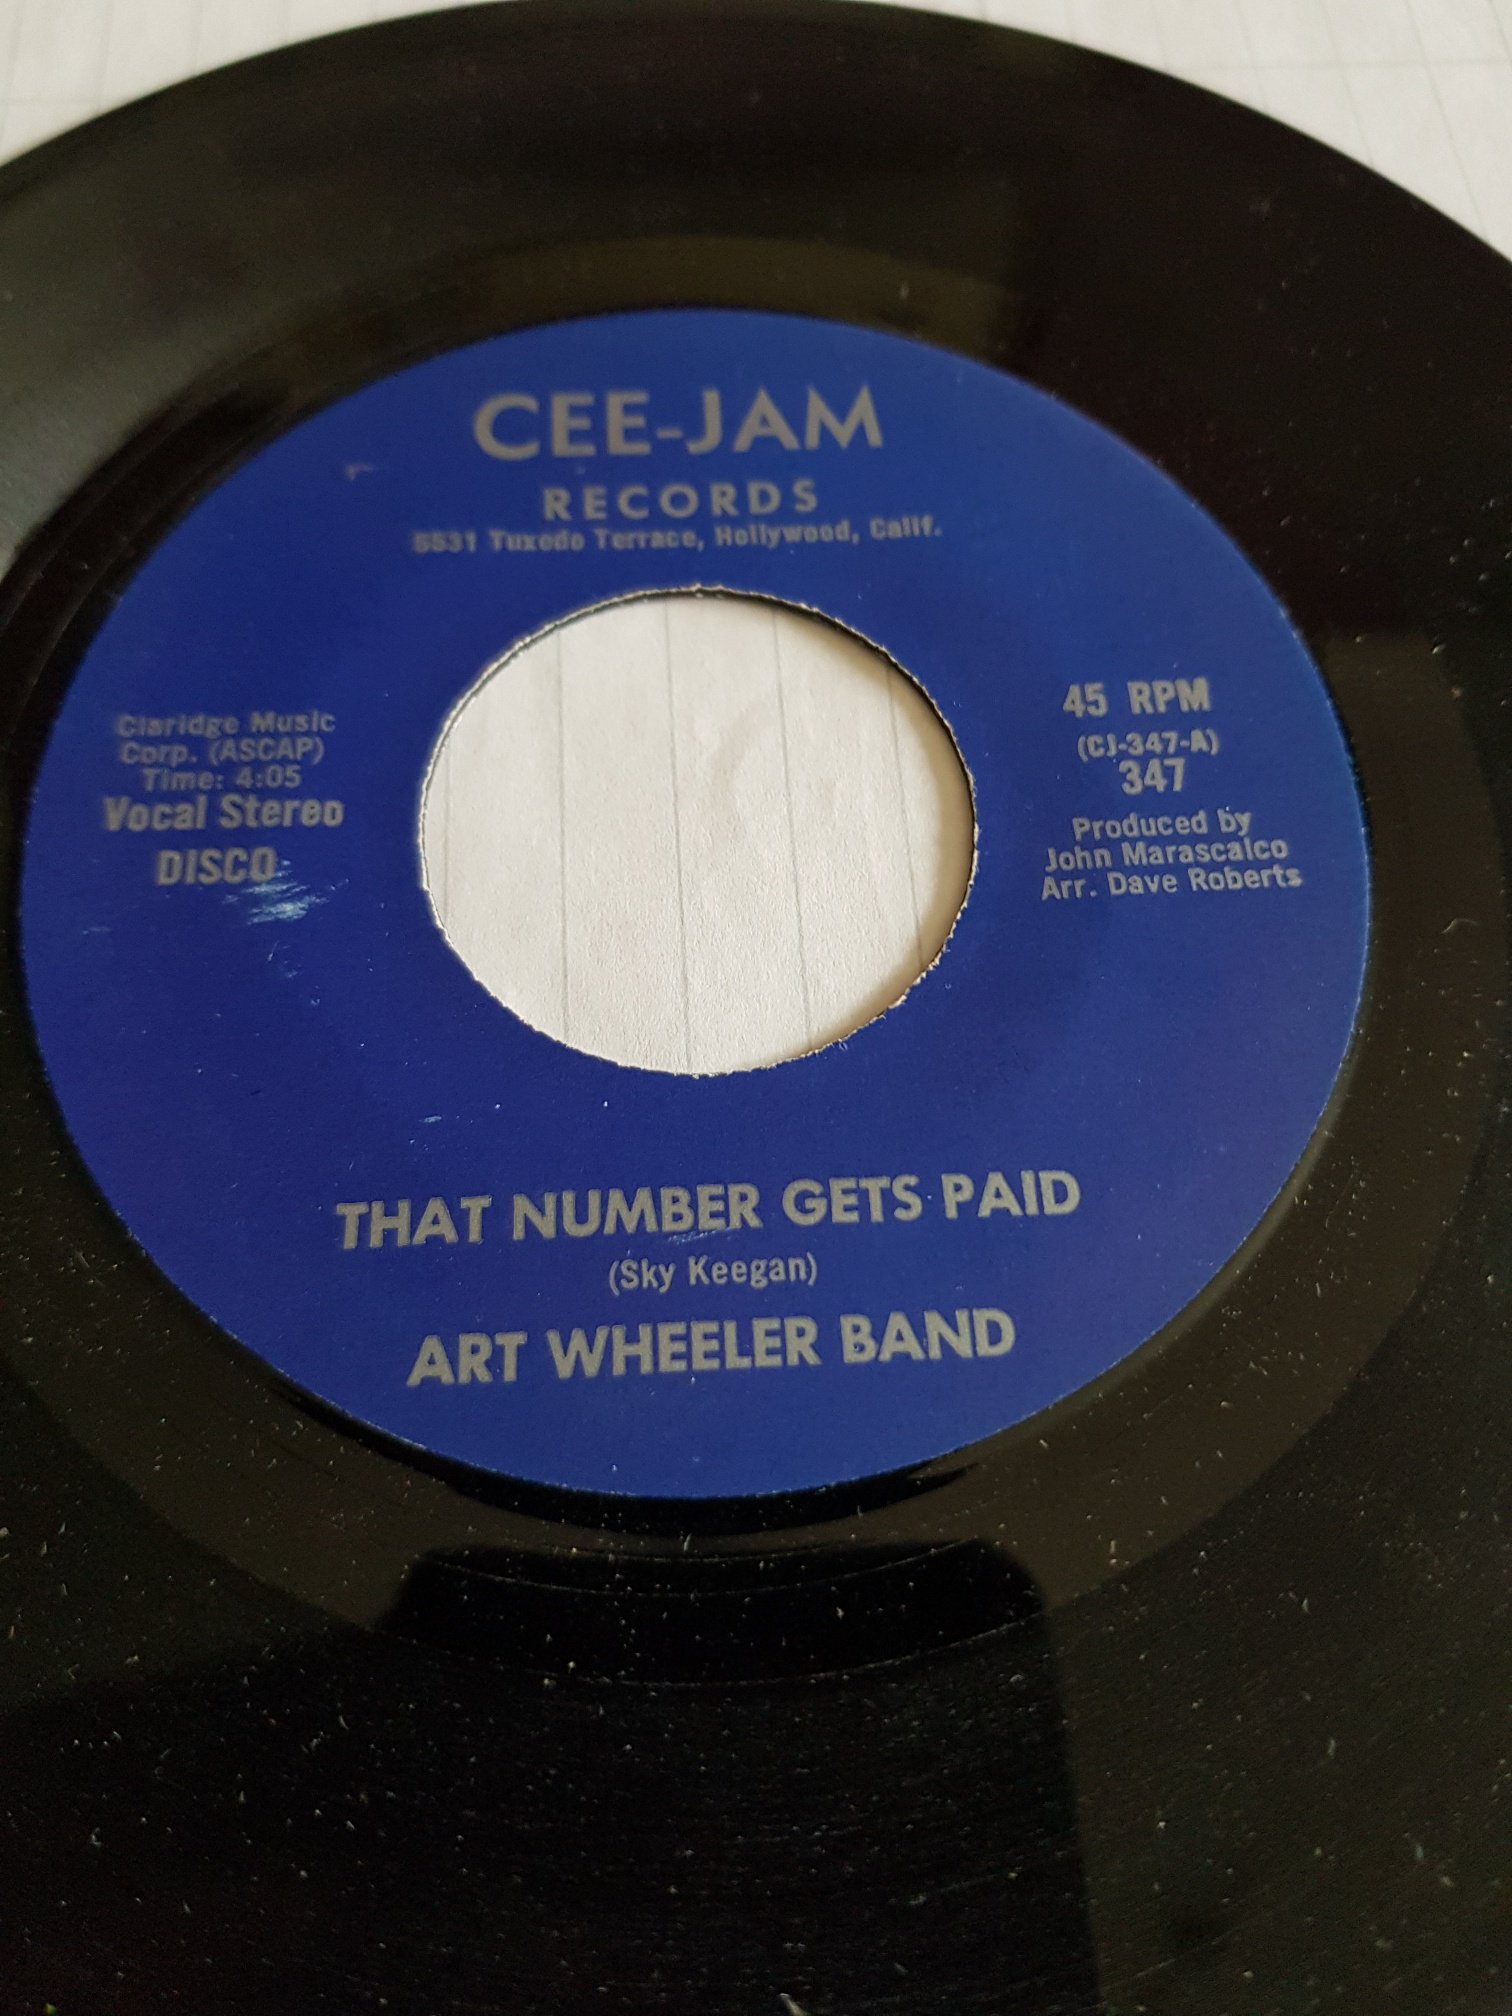 CEE-JAM
RECORDS
5531 Tuxedo Terrace, Hollywood, Calif.
Claridge Music
Corp. (ASCAP)
Time: 4:05
Vocal Stereo
DISCO
45 RPM
(CJ-347-A)
347
Produced by
John Marascalco
Arr. Dave Roberts
THAT NUMBER GETS PAID
(Sky Keegan)
ART WHEELER BAND